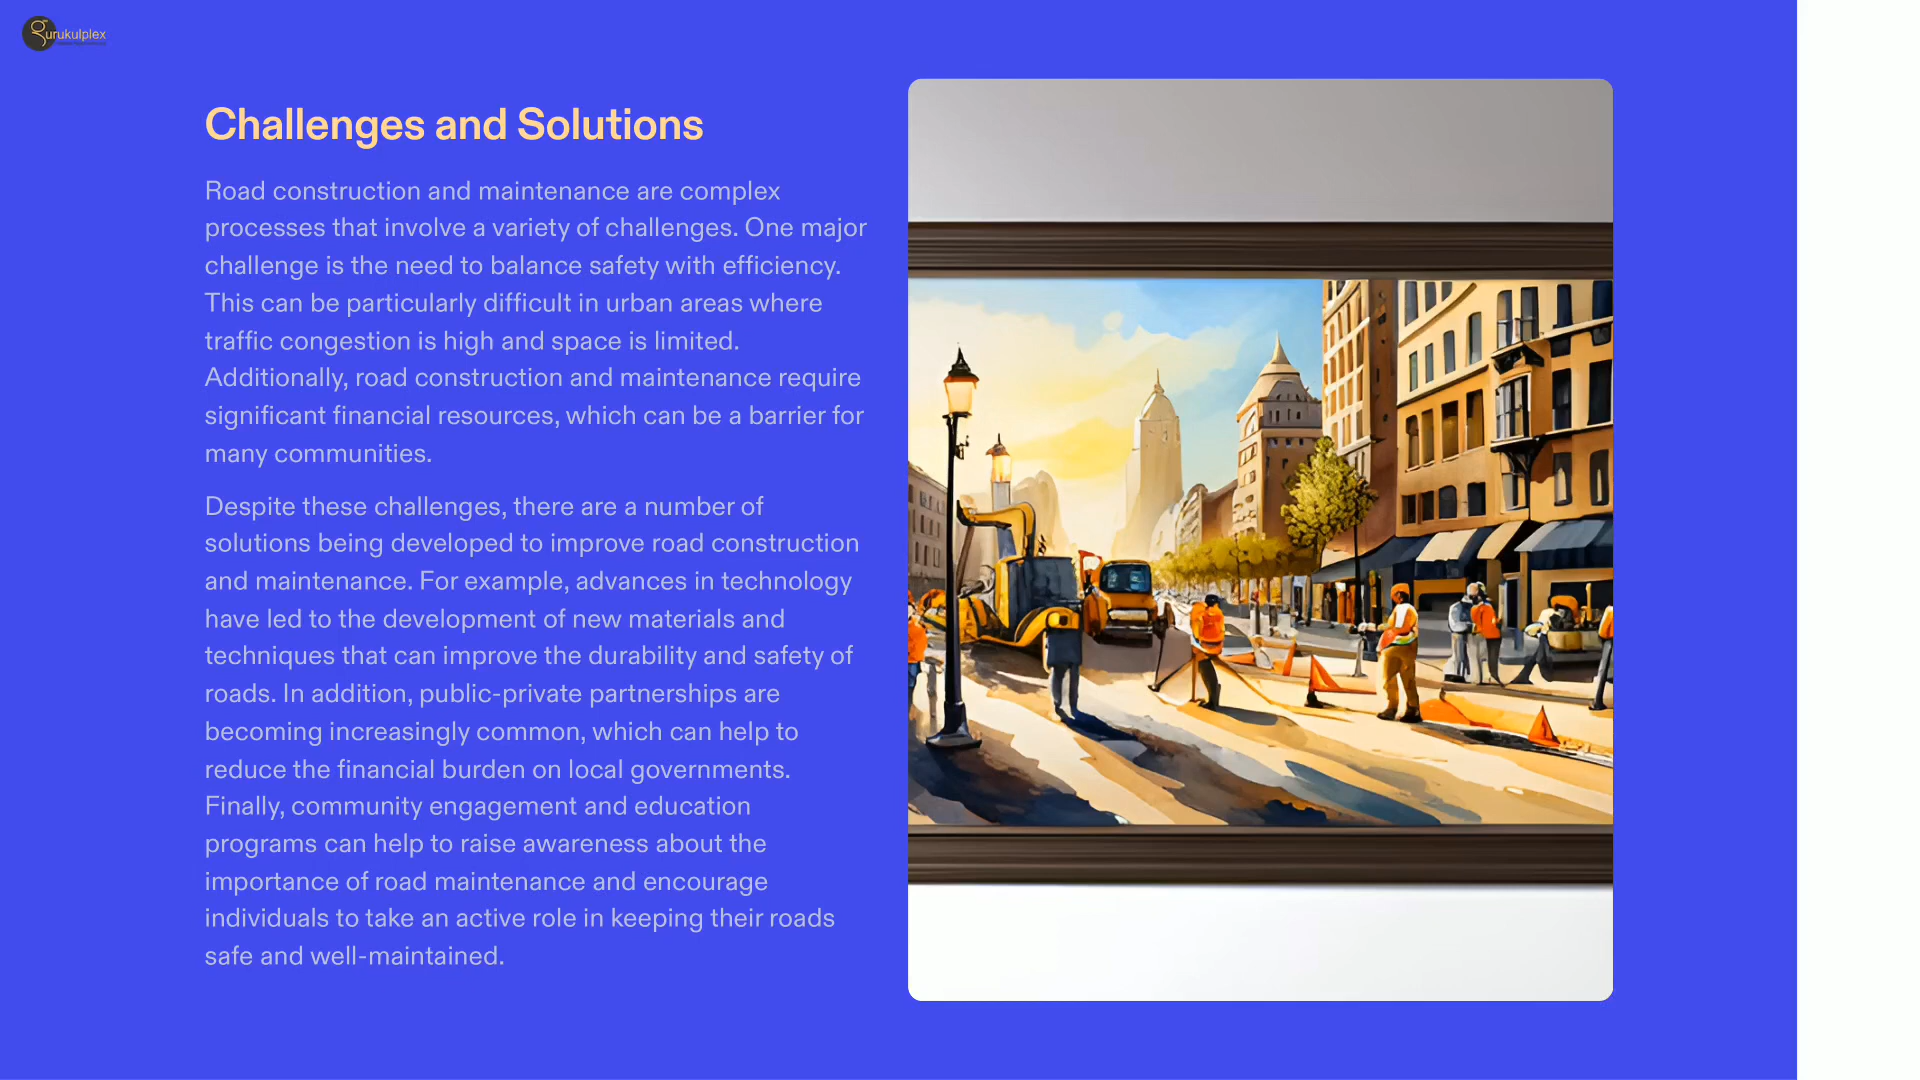 gurukulplex
Challenges and Solutions
Road construction and maintenance are complex
processes that involve a variety of challenges. One major
challenge is the need to balance safety with efficiency.
This can be particularly difficult in urban areas where
traffic congestion is high and space is limited.
Additionally, road construction and maintenance require
significant financial resources, which can be a barrier for
many communities.
Despite these challenges, there are a number of
solutions being developed to improve road construction
and maintenance. For example, advances in technology
have led to the development of new materials and
techniques that can improve the durability and safety of
roads. In addition, public-private partnerships are
becoming increasingly common, which can help to
reduce the financial burden on local governments.
Finally, community engagement and education
programs can help to raise awareness about the
importance of road maintenance and encourage
individuals to take an active role in keeping their roads
safe and well-maintained.